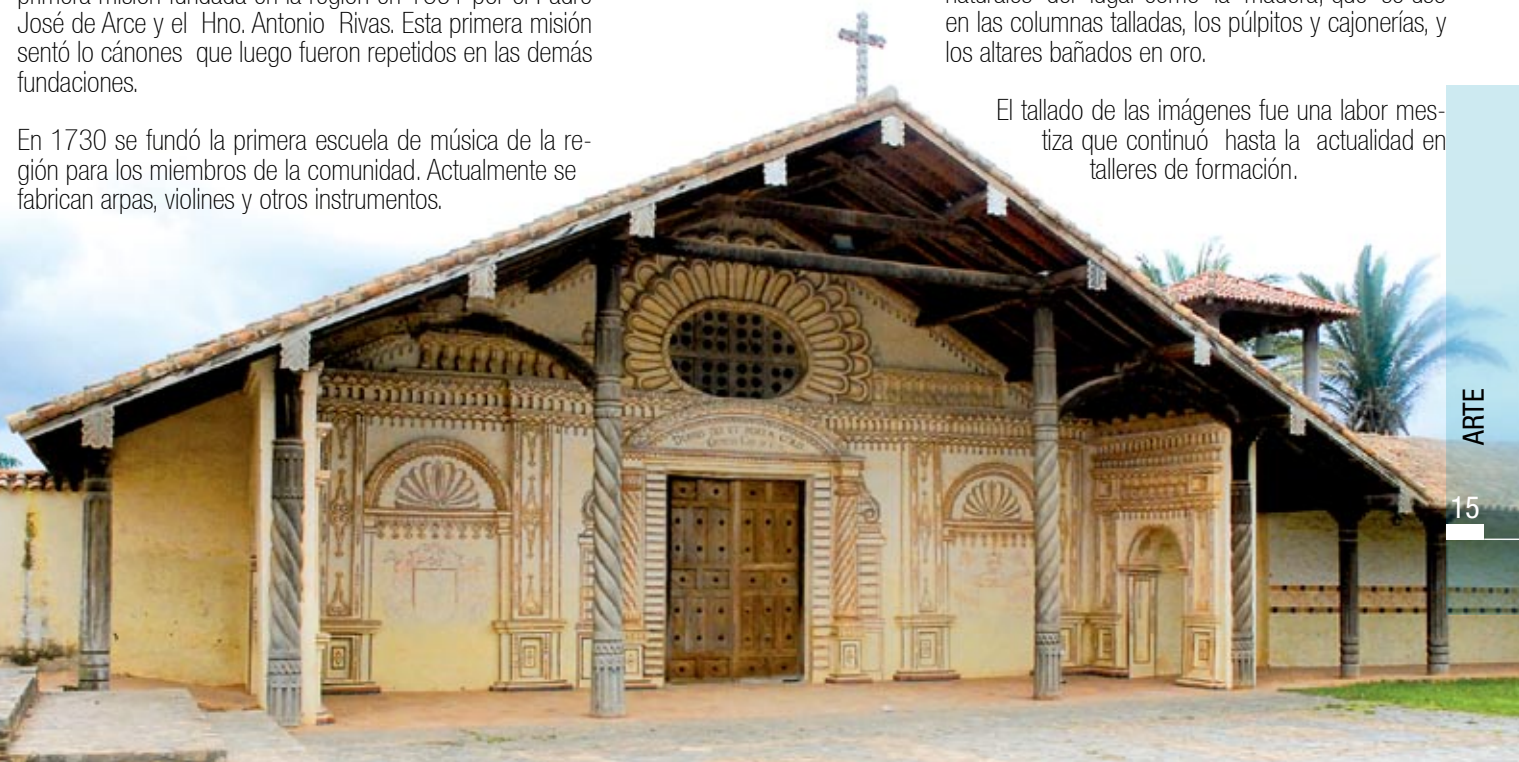 José de Arce y el Hno. Antonio Rivas. Esta primera misión
sentó lo cánones que luego fueron repetidos en las demás
fundaciones.
En 1730 se fundó la primera escuela de música de la re-
gión para los miembros de la comunidad. Actualmente se
fabrican arpas, violines y otros instrumentos.
en las columnas talladas, los púlpitos y cajonerías, y
los altares bañados en oro.
El tallado de las imágenes fue una labor mes-
tiza que continuó hasta la actualidad en
talleres de formación.
ARTE
15